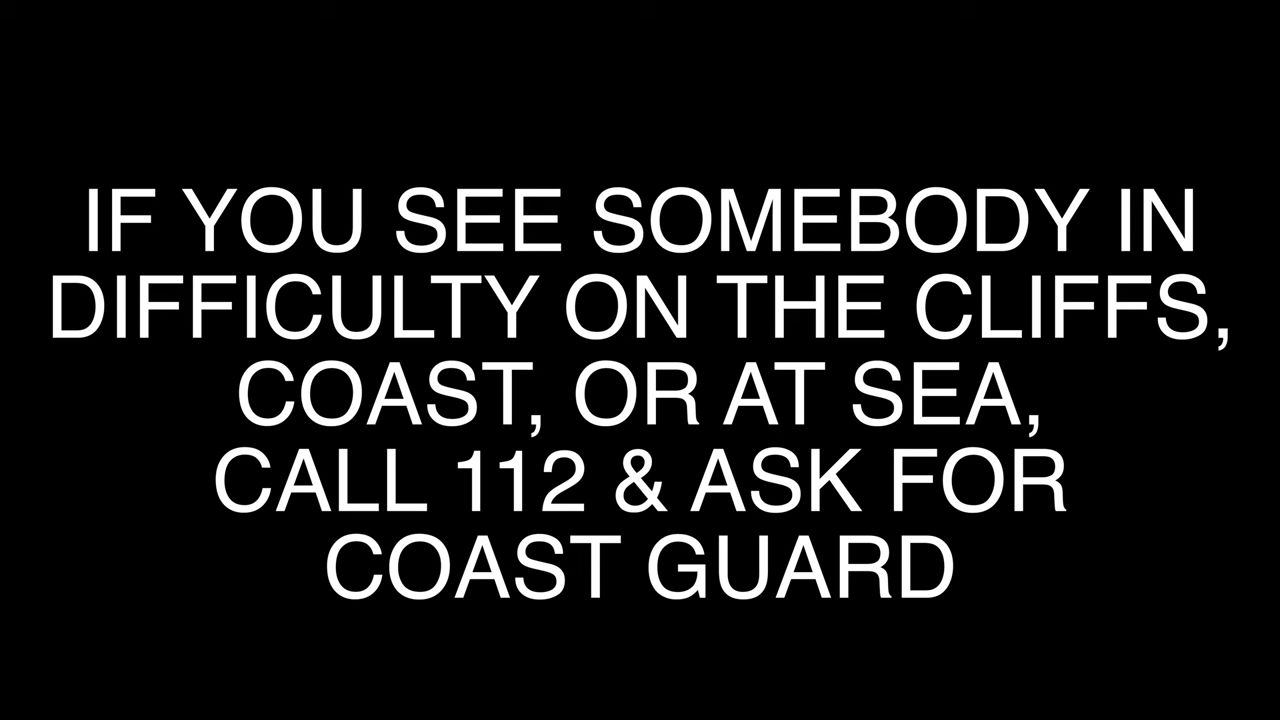 IF YOU SEE SOMEBODY IN
DIFFICULTY ON THE CLIFFS,
COAST, OR AT SEA,
CALL 112 & ASK FOR
COAST GUARD